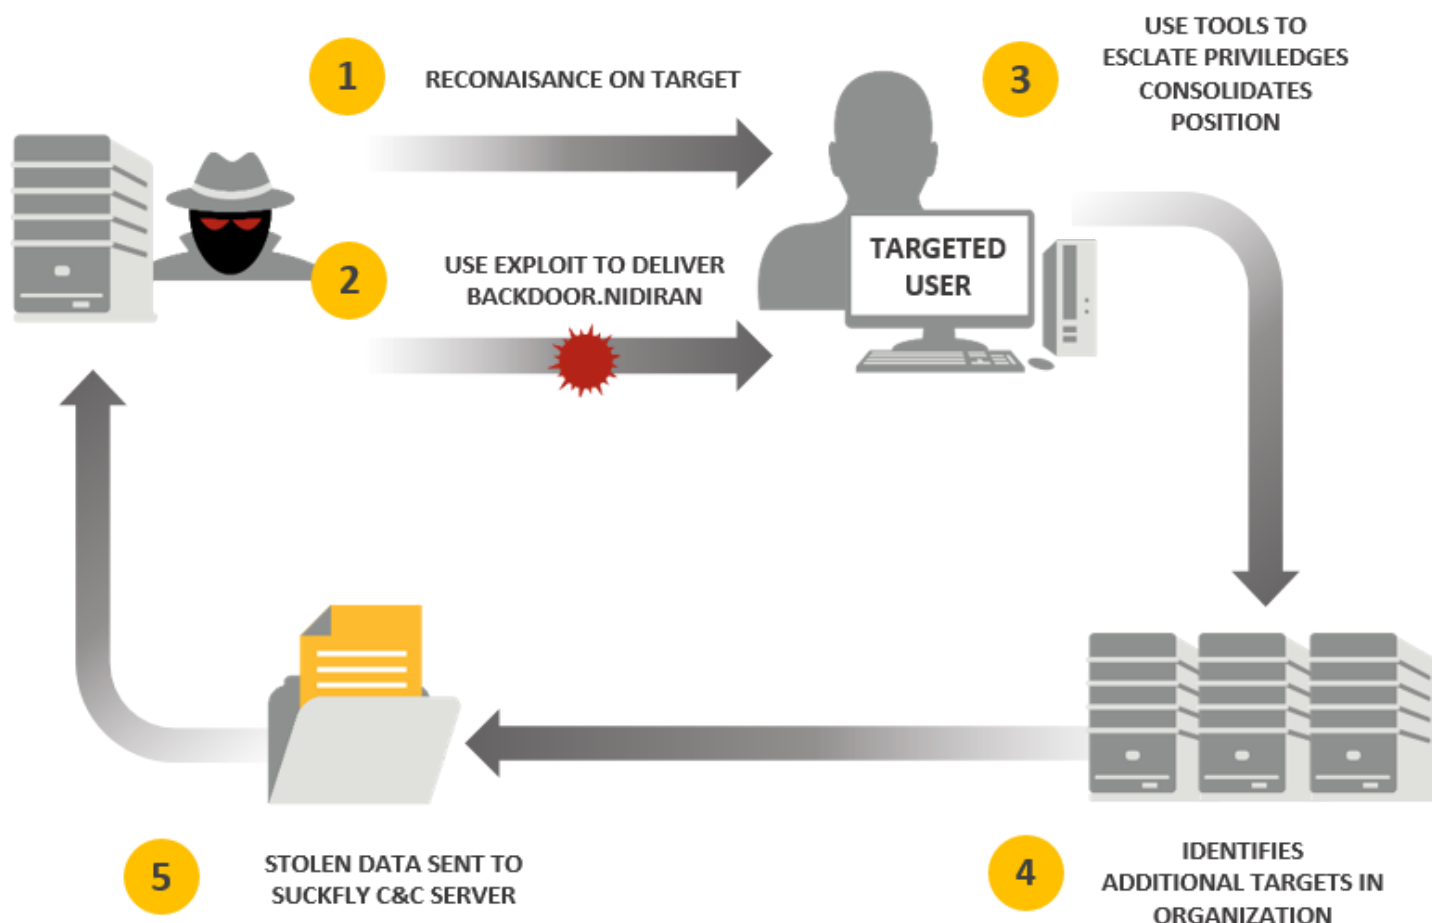 1
RECONAISANCE ON TARGET
2
USE EXPLOIT TO DELIVER
BACKDOOR.NIDIRAN
TARGETED
USER
3
USE TOOLS TO
ESCLATE PRIVILEDGES
CONSOLIDATES
POSITION
4
IDENTIFIES
ADDITIONAL TARGETS IN
ORGANIZATION
5
STOLEN DATA SENT TO
SUCKFLY C&C SERVER